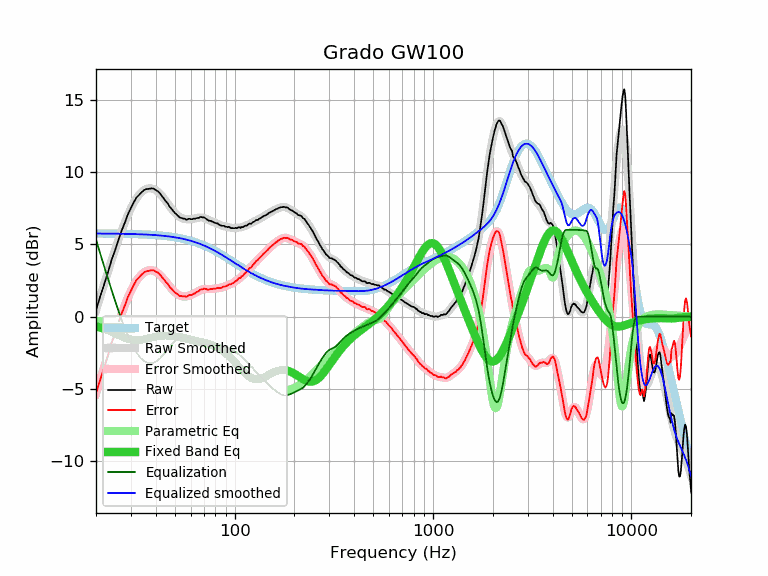 Grado GW100
Amplitude (dBr)
15
10
5
0
−5
−10
Target
Raw Smoothed
Error Smoothed
Raw
Error
Parametric Eq
Fixed Band Eq
Equalization
Equalized smoothed
100 1000 10000
Frequency (Hz)